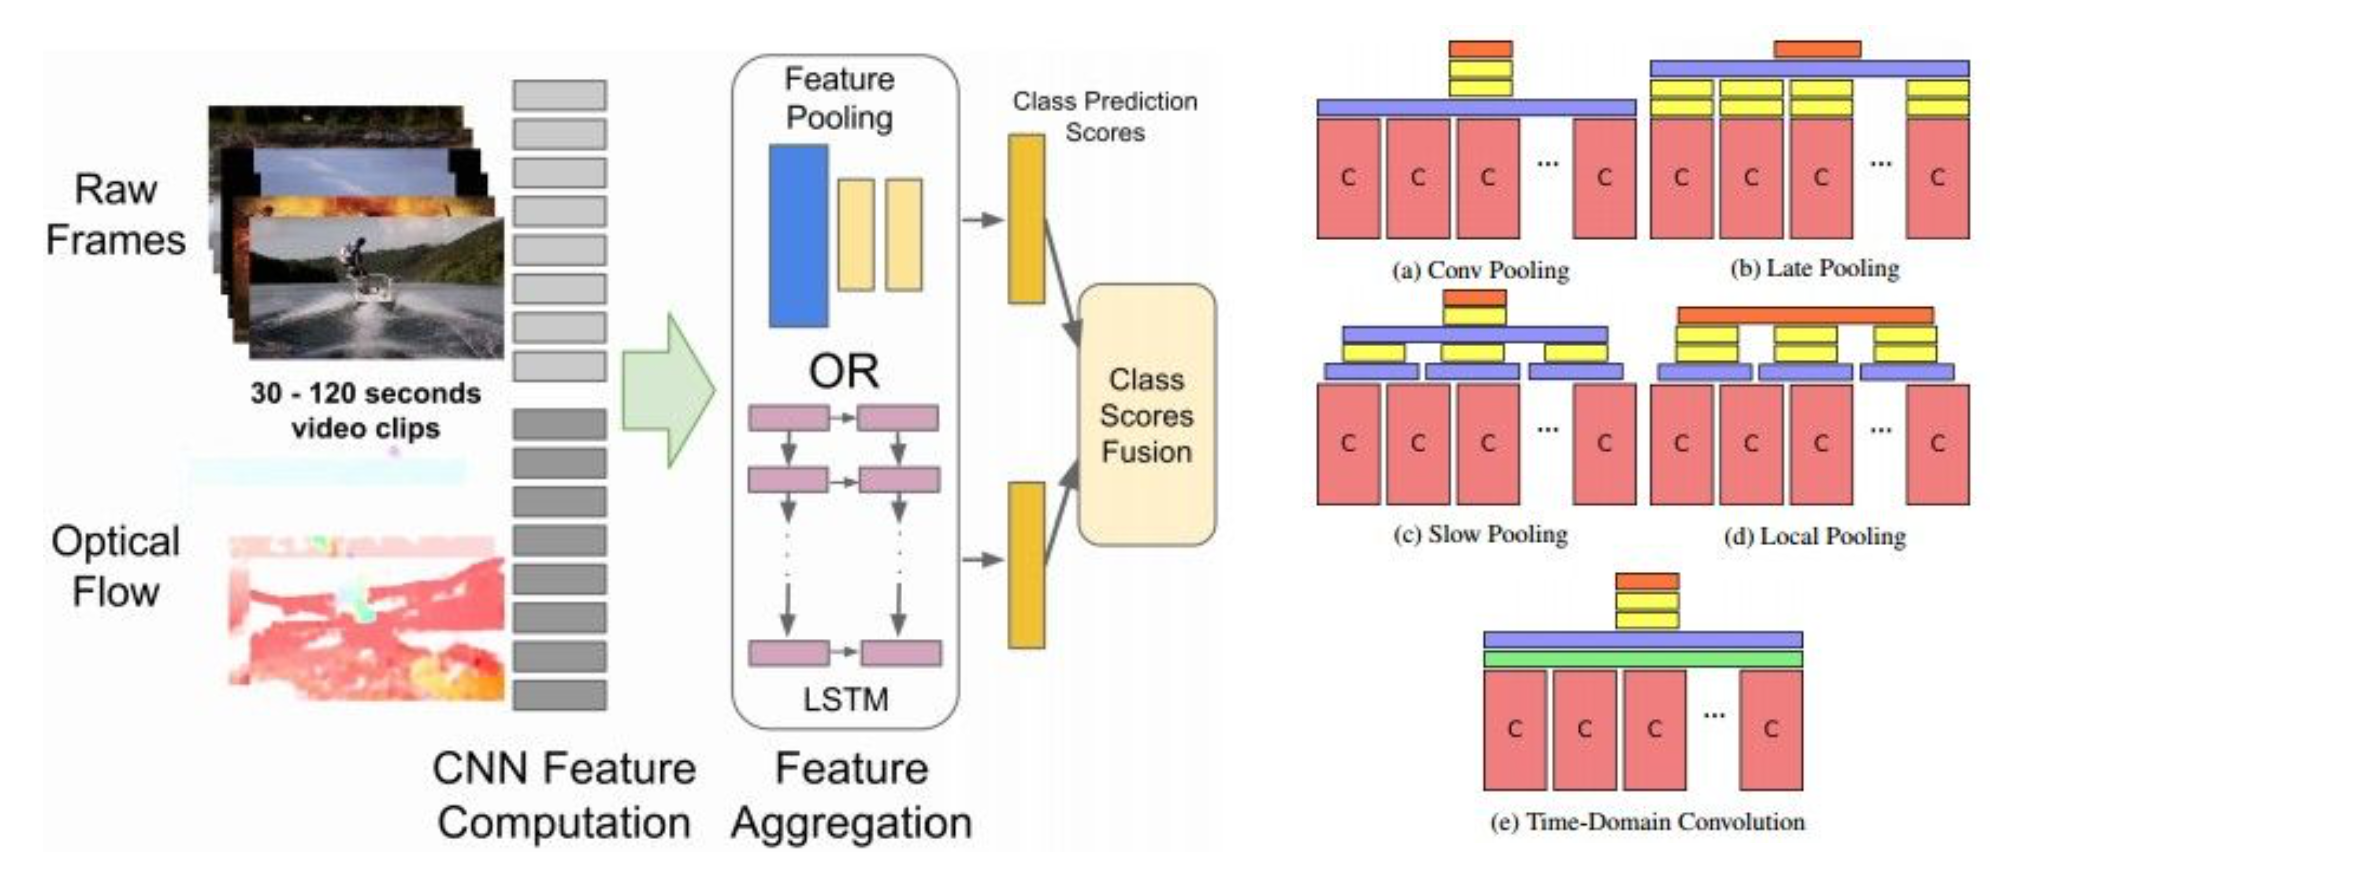 Raw
Frames
30 - 120 seconds
video clips
Optical
Flow
CNN Feature
Computation
Feature
Pooling
OR
LSTM
Feature
Aggregation
Class Prediction
Scores
Class
Scores
Fusion
C C C ... C
(a) Conv Pooling
C C C ... C
(b) Late Pooling
C C C ... C
(c) Slow Pooling
C C C ... C
(d) Local Pooling
C C C ... C
(e) Time-Domain Convolution